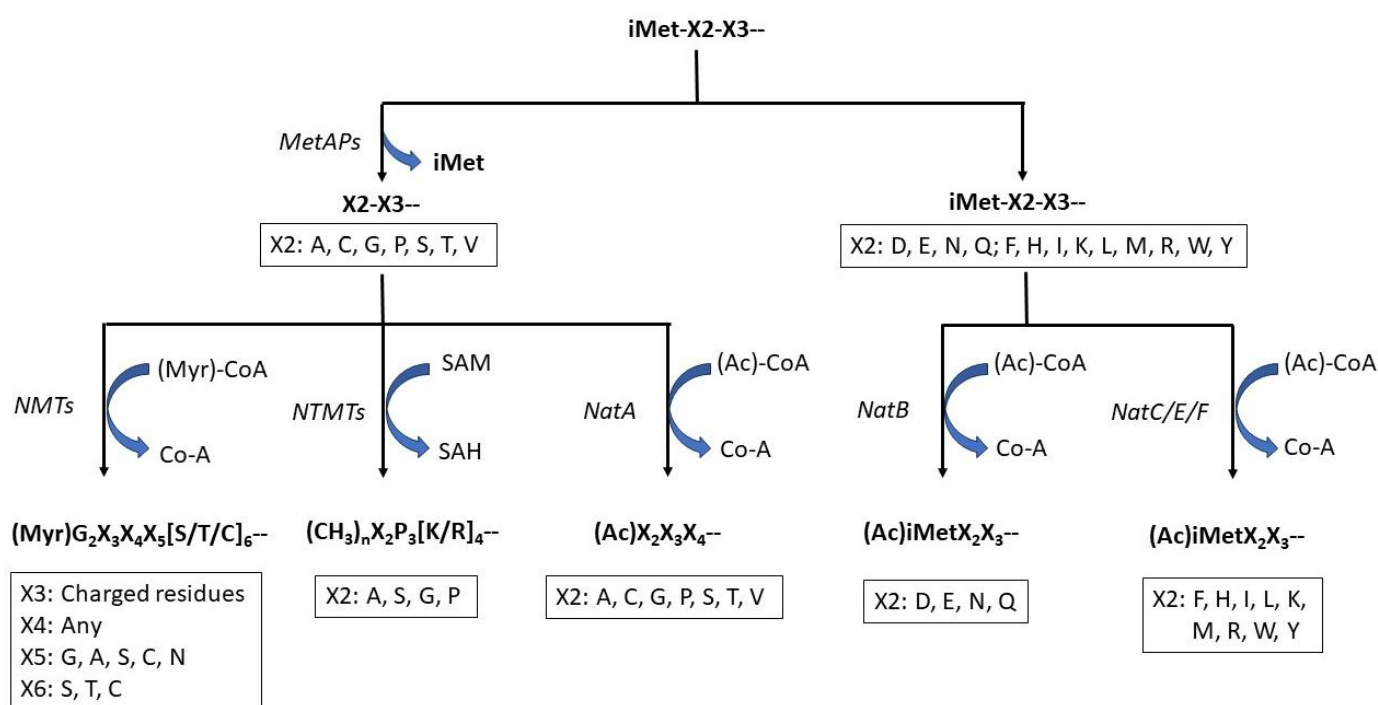 iMet-X2-X3--
MetAPs
iMet
X2-X3--
iMet-X2-X3--
X2: A, C, G, P, S, T, V
X2: D, E, N, Q; F, H, I, K, L, M, R, W, Y
(Myr)-CoA
SAM
(Ac)-CoA
(Ac)-CoA
(Ac)-CoA
NMTs
NTMTs
NatA
NatB
NatC/E/F
Co-A
SAH
Co-A
Co-A
Co-A
(Myr)G₂X₃X₄X₅[S/T/C]₆--
(CH₃)ₙX₂P₃[K/R]₄--
(Ac)X₂X₃X₄--
(Ac)iMetX₂X₃--
(Ac)iMetX₂X₃--
X3: Charged residues
X4: Any
X5: G, A, S, C, N
X6: S, T, C
X2: A, S, G, P
X2: A, C, G, P, S, T, V
X2: D, E, N, Q
X2: F, H, I, L, K,
M, R, W, Y